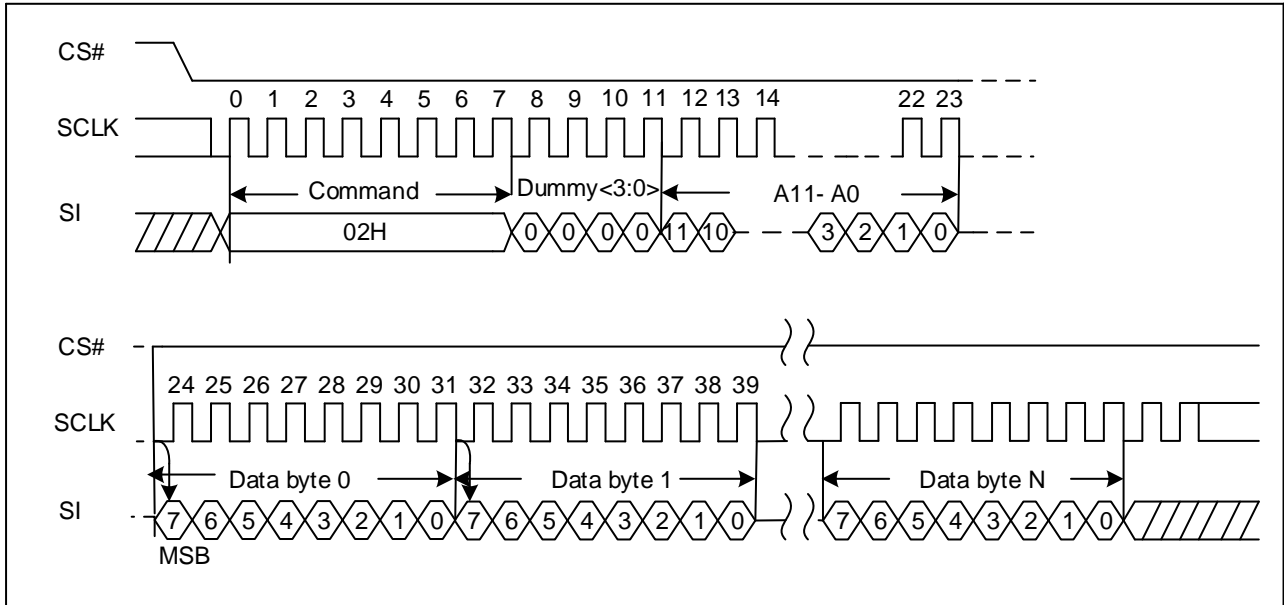 CS#
0 1 2 3 4 5 6 7 8 9 10 11 12 13 14 22 23
SCLK
Command Dummy<3:0> A11- A0
SI
02H 0 0 0 0 11 10 3 2 1 0
CS#
24 25 26 27 28 29 30 31 32 33 34 35 36 37 38 39
SCLK
Data byte 0 Data byte 1 Data byte N
SI
7 6 5 4 3 2 1 0 7 6 5 4 3 2 1 0 7 6 5 4 3 2 1 0
MSB